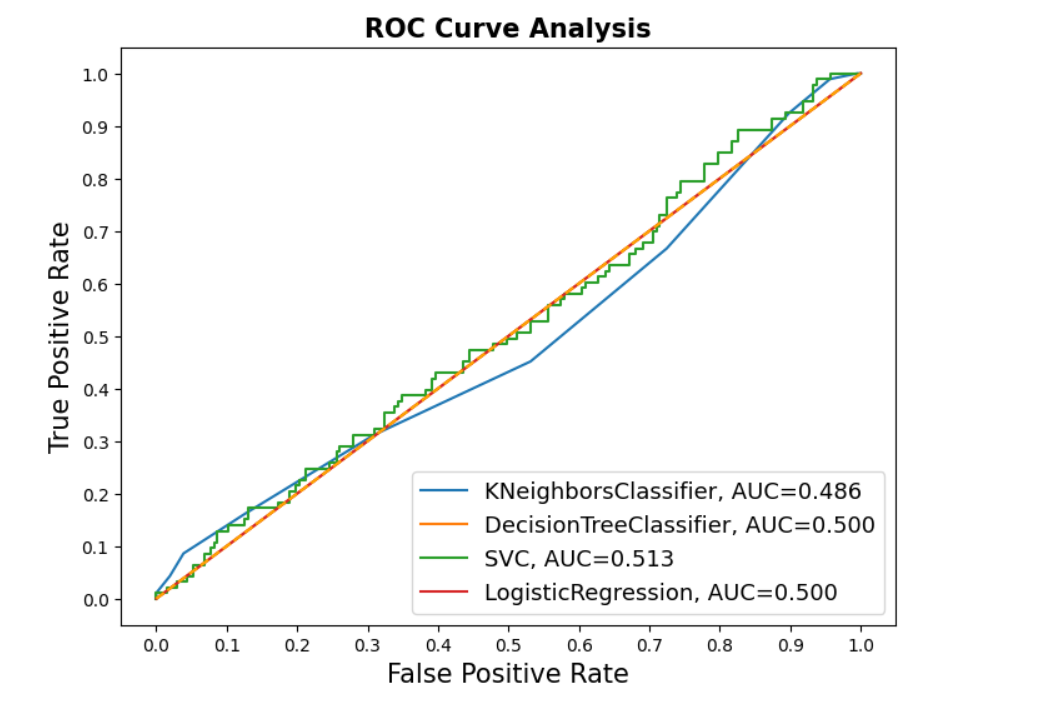 ROC Curve Analysis
1.0
0.9
0.8
0.7
0.6
0.5
0.4
0.3
0.2
0.1
0.0
True Positive Rate
KNeighborsClassifier, AUC=0.486
DecisionTreeClassifier, AUC=0.500
SVC, AUC=0.513
LogisticRegression, AUC=0.500
0.0 0.1 0.2 0.3 0.4 0.5 0.6 0.7 0.8 0.9 1.0
False Positive Rate